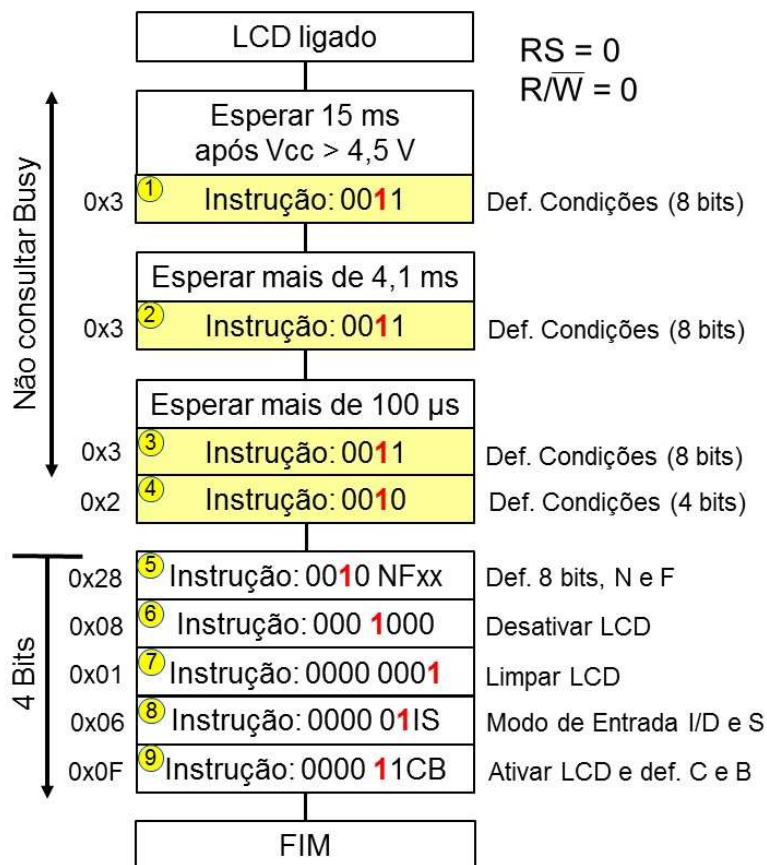 LCD ligado
RS = 0
R/W̅ = 0
Não consultar Busy
Esperar 15 ms
após Vcc > 4,5 V
0x3 1 Instrução: 0011 Def. Condições (8 bits)
Esperar mais de 4,1 ms
0x3 2 Instrução: 0011 Def. Condições (8 bits)
Esperar mais de 100 µs
0x3 3 Instrução: 0011 Def. Condições (8 bits)
0x2 4 Instrução: 0010 Def. Condições (4 bits)
4 Bits
0x28 5 Instrução: 0010 NFxx Def. 8 bits, N e F
0x08 6 Instrução: 000 1000 Desativar LCD
0x01 7 Instrução: 0000 0001 Limpar LCD
0x06 8 Instrução: 0000 01IS Modo de Entrada I/D e S
0x0F 9 Instrução: 0000 11CB Ativar LCD e def. C e B
FIM